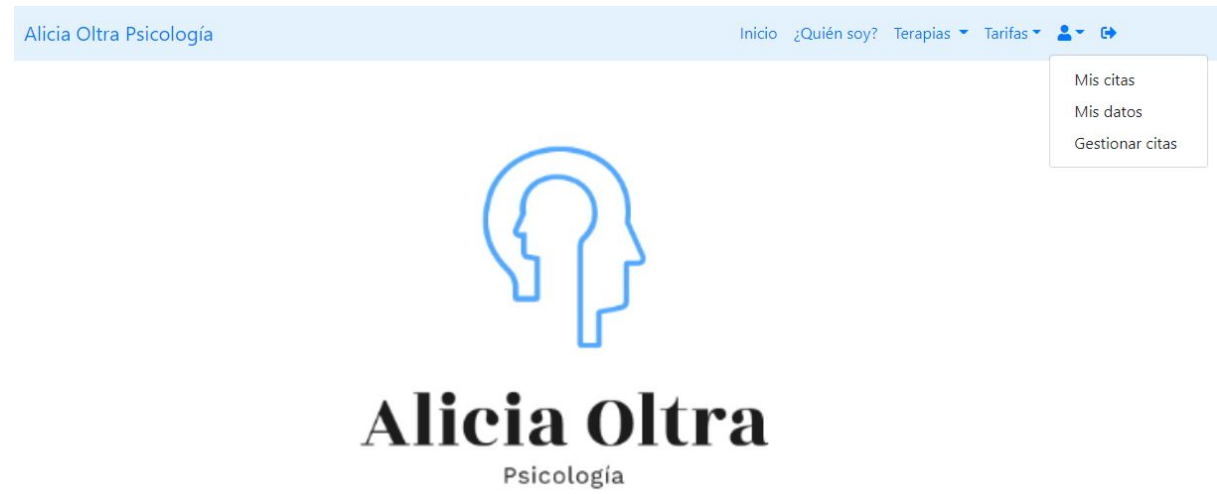 Alicia Oltra Psicología
Inicio ¿Quién soy? Terapias Tarifas
Mis citas
Mis datos
Gestionar citas
Alicia Oltra
Psicología